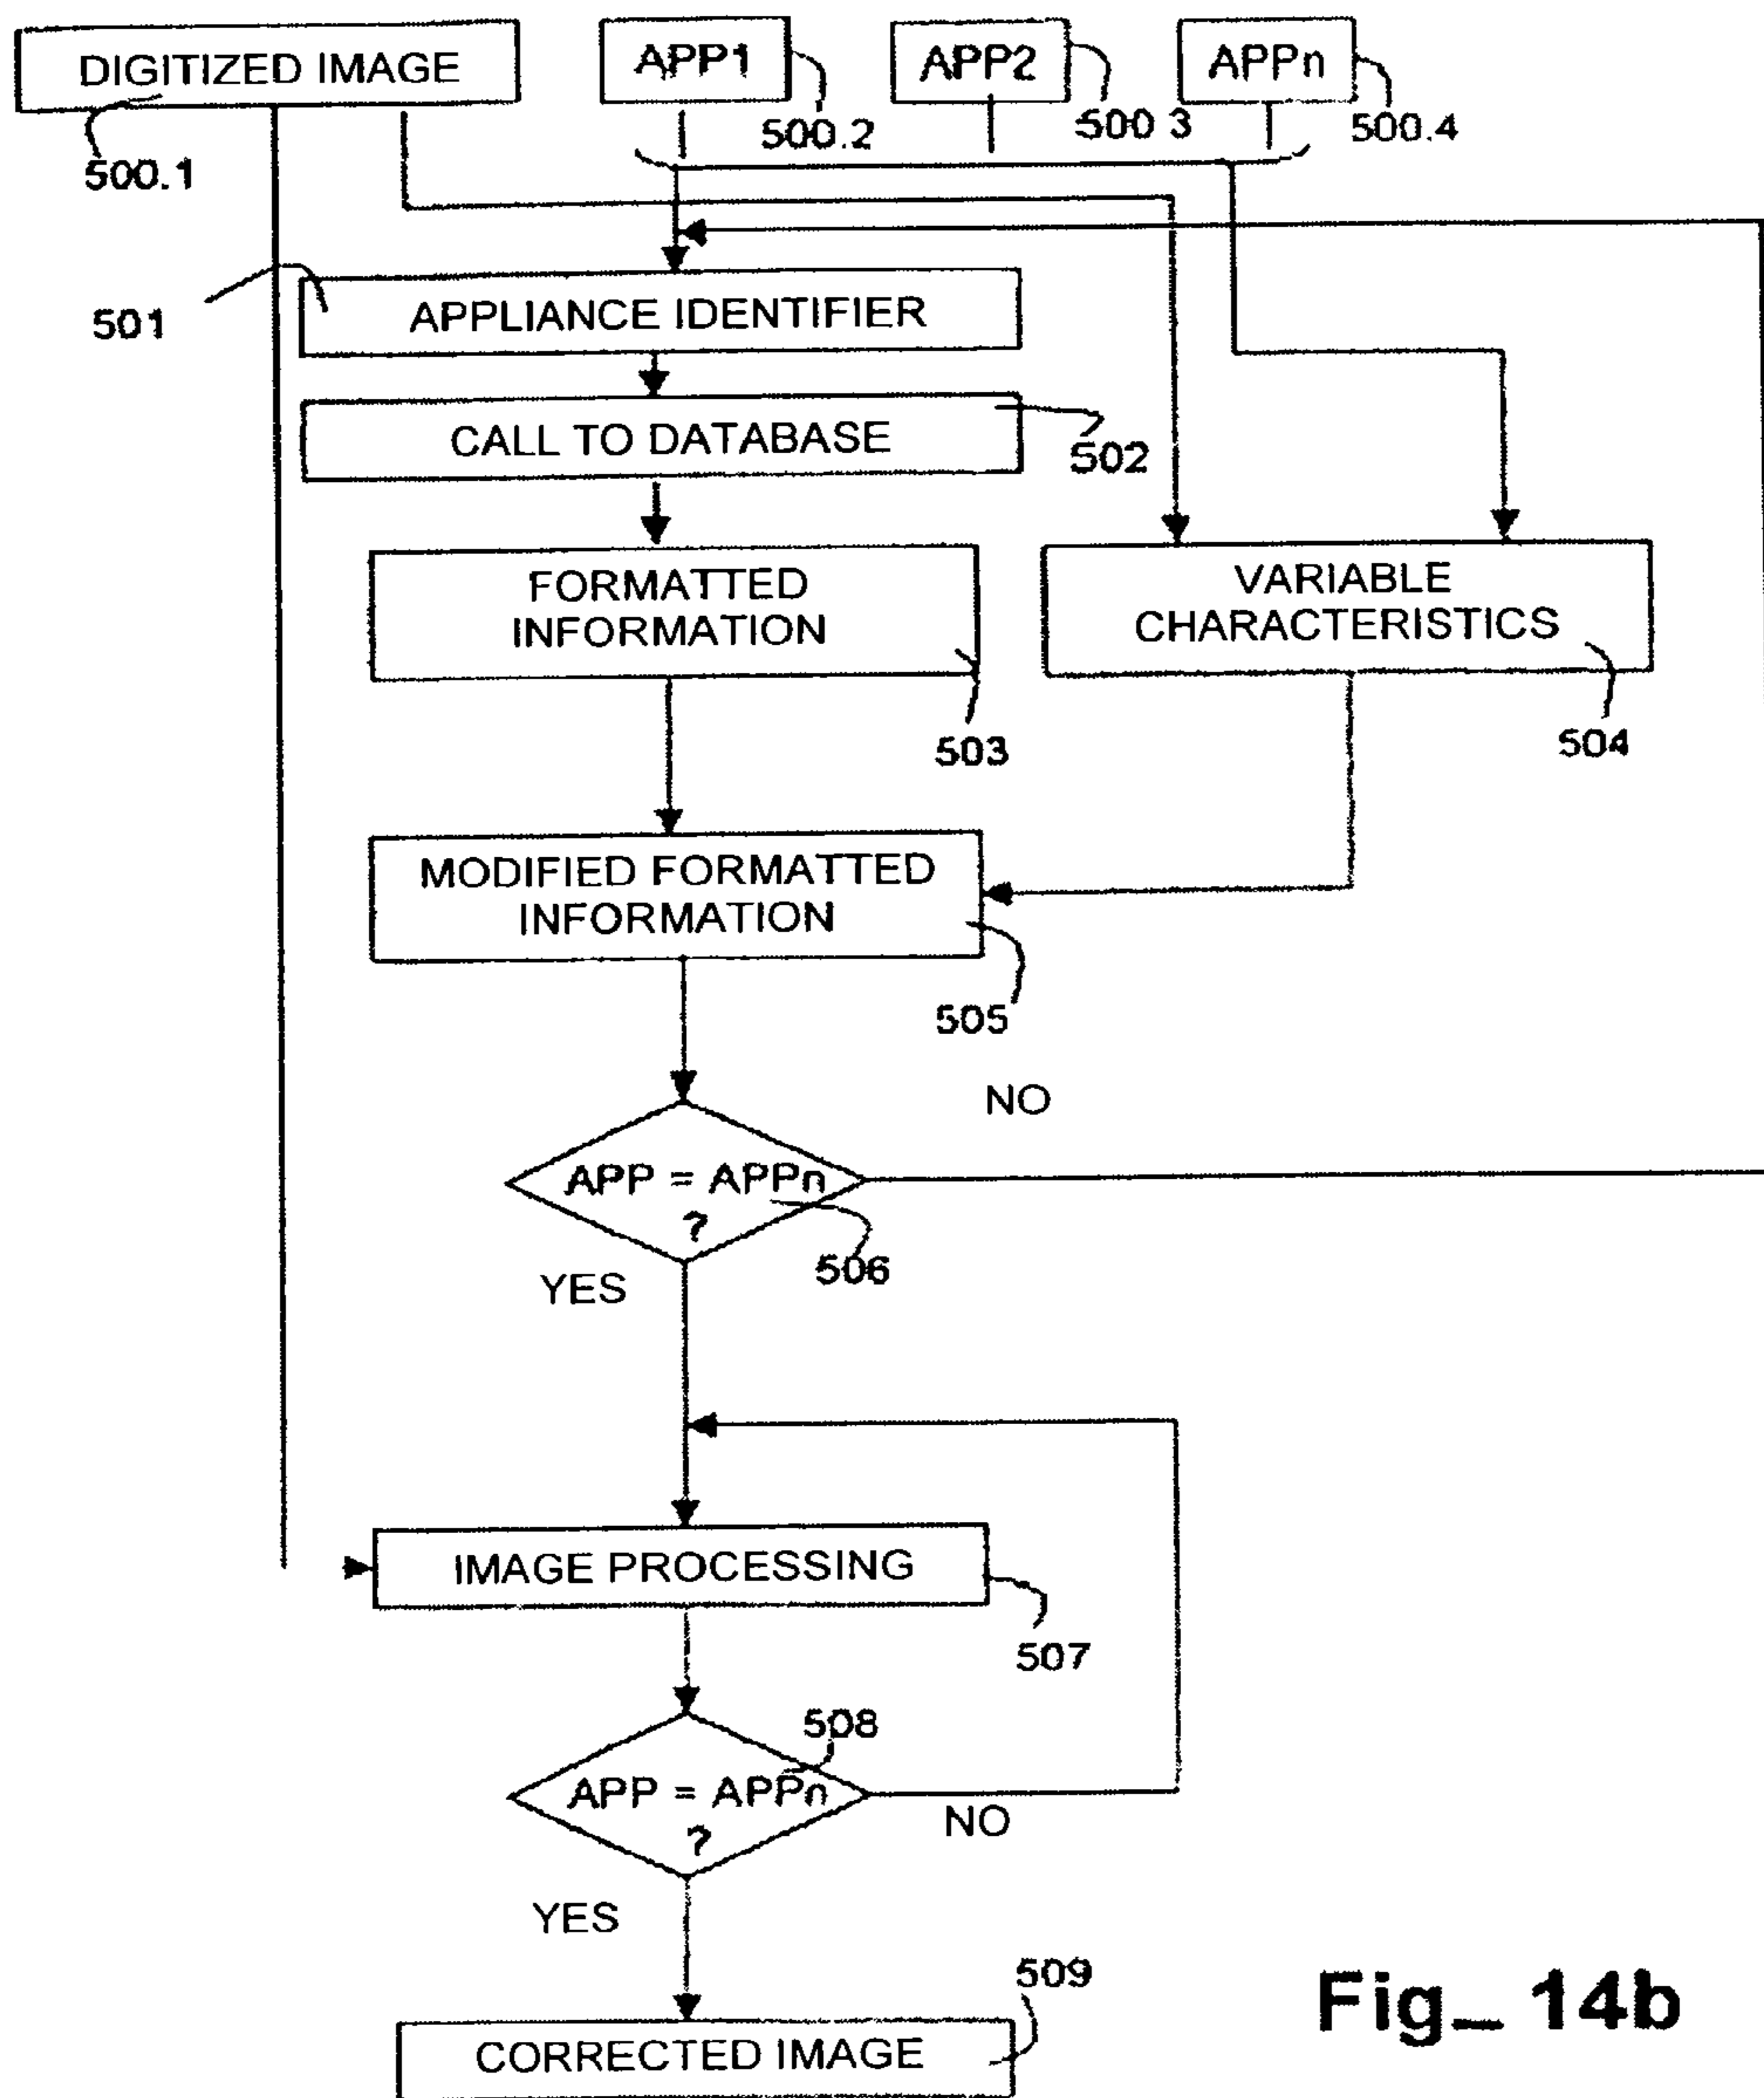 DIGITIZED IMAGE
APP1
APP2
APPn
500.1
500.2
500 3
500.4
501
APPLIANCE IDENTIFIER
CALL TO DATABASE
502
FORMATTED
INFORMATION
503
VARIABLE
CHARACTERISTICS
504
MODIFIED FORMATTED
INFORMATION
505
NO
APP = APPn
?
506
YES
IMAGE PROCESSING
507
508
APP = APPn
?
NO
YES
509
CORRECTED IMAGE
Fig_ 14b